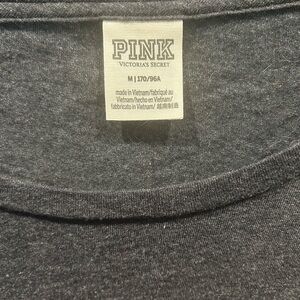 PINK
VICTORIA'S SECRET
M | 170/96A
made in Vietnam/fabriqué au
Vietnam/hecho en Vietnam/
fabbricato in Vietnam/ 越南制造